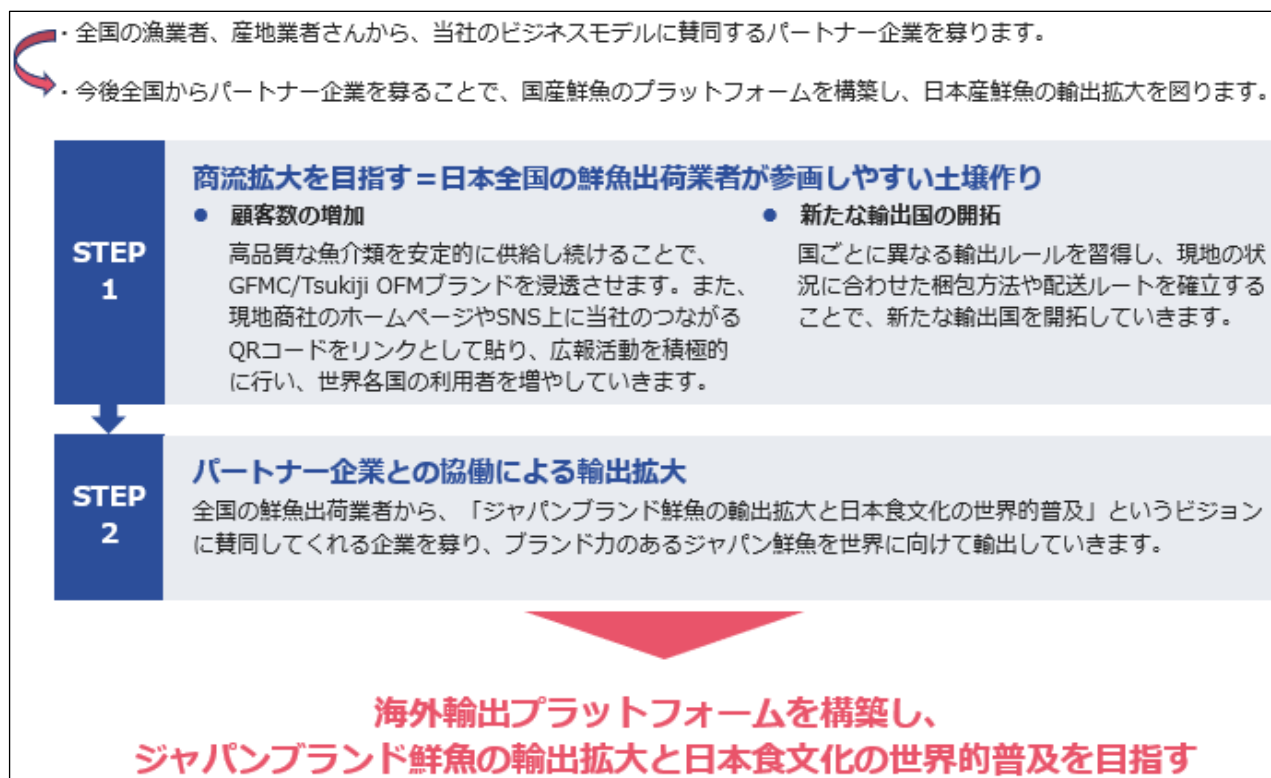 ・全国の漁業者、産地業者さんから、当社のビジネスモデルに賛同するパートナー企業を募ります。
・今後全国からパートナー企業を募ることで、国産鮮魚のプラットフォームを構築し、日本産鮮魚の輸出拡大を図ります。
STEP
1
商流拡大を目指す＝日本全国の鮮魚出荷業者が参画しやすい土壌作り
● 顧客数の増加
高品質な魚介類を安定的に供給し続けることで、
GFMC/Tsukiji OFMブランドを浸透させます。また、
現地商社のホームページやSNS上に当社のつながる
QRコードをリンクとして貼り、広報活動を積極的
に行い、世界各国の利用者を増やしていきます。
● 新たな輸出国の開拓
国ごとに異なる輸出ルールを習得し、現地の状
況に合わせた梱包方法や配送ルートを確立する
ことで、新たな輸出国を開拓していきます。
STEP
2
パートナー企業との協働による輸出拡大
全国の鮮魚出荷業者から、「ジャパンブランド鮮魚の輸出拡大と日本食文化の世界的普及」というビジョン
に賛同してくれる企業を募り、ブランド力のあるジャパン鮮魚を世界に向けて輸出していきます。
海外輸出プラットフォームを構築し、
ジャパンブランド鮮魚の輸出拡大と日本食文化の世界的普及を目指す